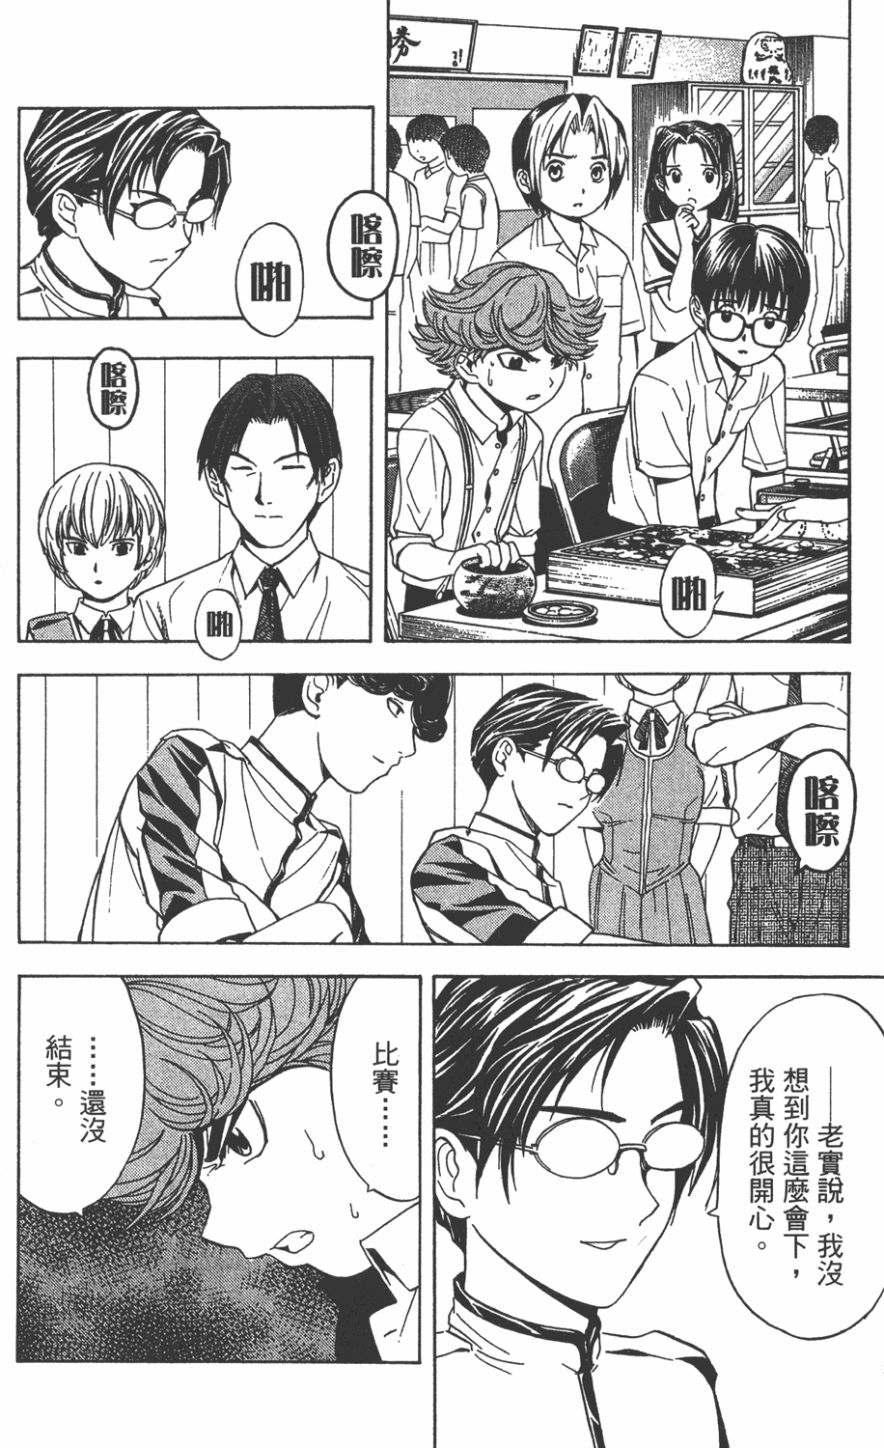 啪
喀嚓
啪
喀嚓
啪
喀嚓
——老實說，我沒
想到你這麼會下，
我真的很開心。
比賽……
……還沒
結束。